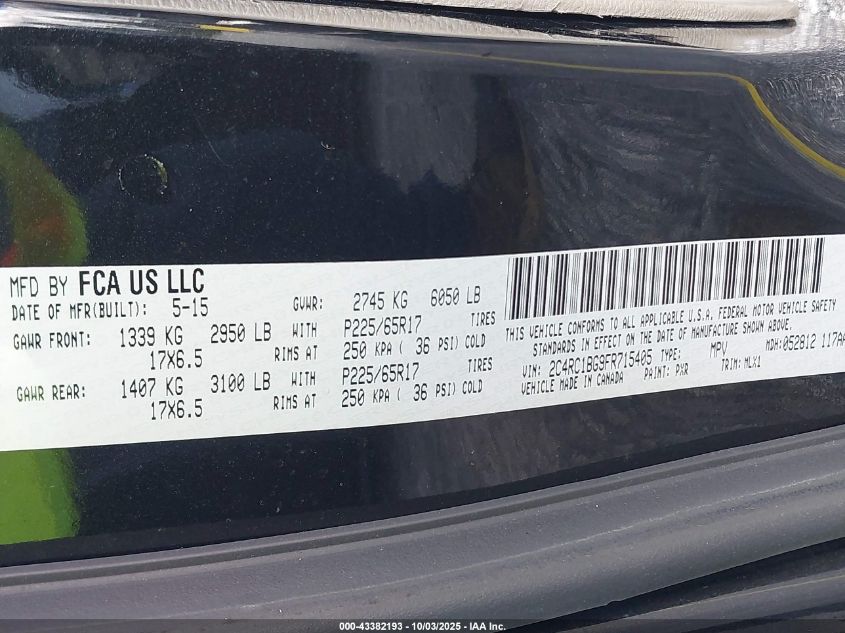 MFD BY FCA US LLC
DATE OF MFR(BUILT): 5-15 GVWR: 2745 KG 6050 LB
GAWR FRONT: 1339 KG 2950 LB WITH P225/65R17 TIRES
17X6.5 RIMS AT 250 KPA ( 36 PSI) COLD
GAWR REAR: 1407 KG 3100 LB WITH P225/65R17 TIRES
17X6.5 RIMS AT 250 KPA ( 36 PSI) COLD
THIS VEHICLE CONFORMS TO ALL APPLICABLE U.S.A. FEDERAL MOTOR VEHICLE SAFETY
STANDARDS IN EFFECT ON THE DATE OF MANUFACTURE SHOWN ABOVE.
VIN: 2C4RC1BG9FR715405 TYPE: MPV MDH:052812 117AA
VEHICLE MADE IN CANADA PAINT: PXR TRIM: MLX1
000-43382193 - 10/03/2025 - IAA Inc.